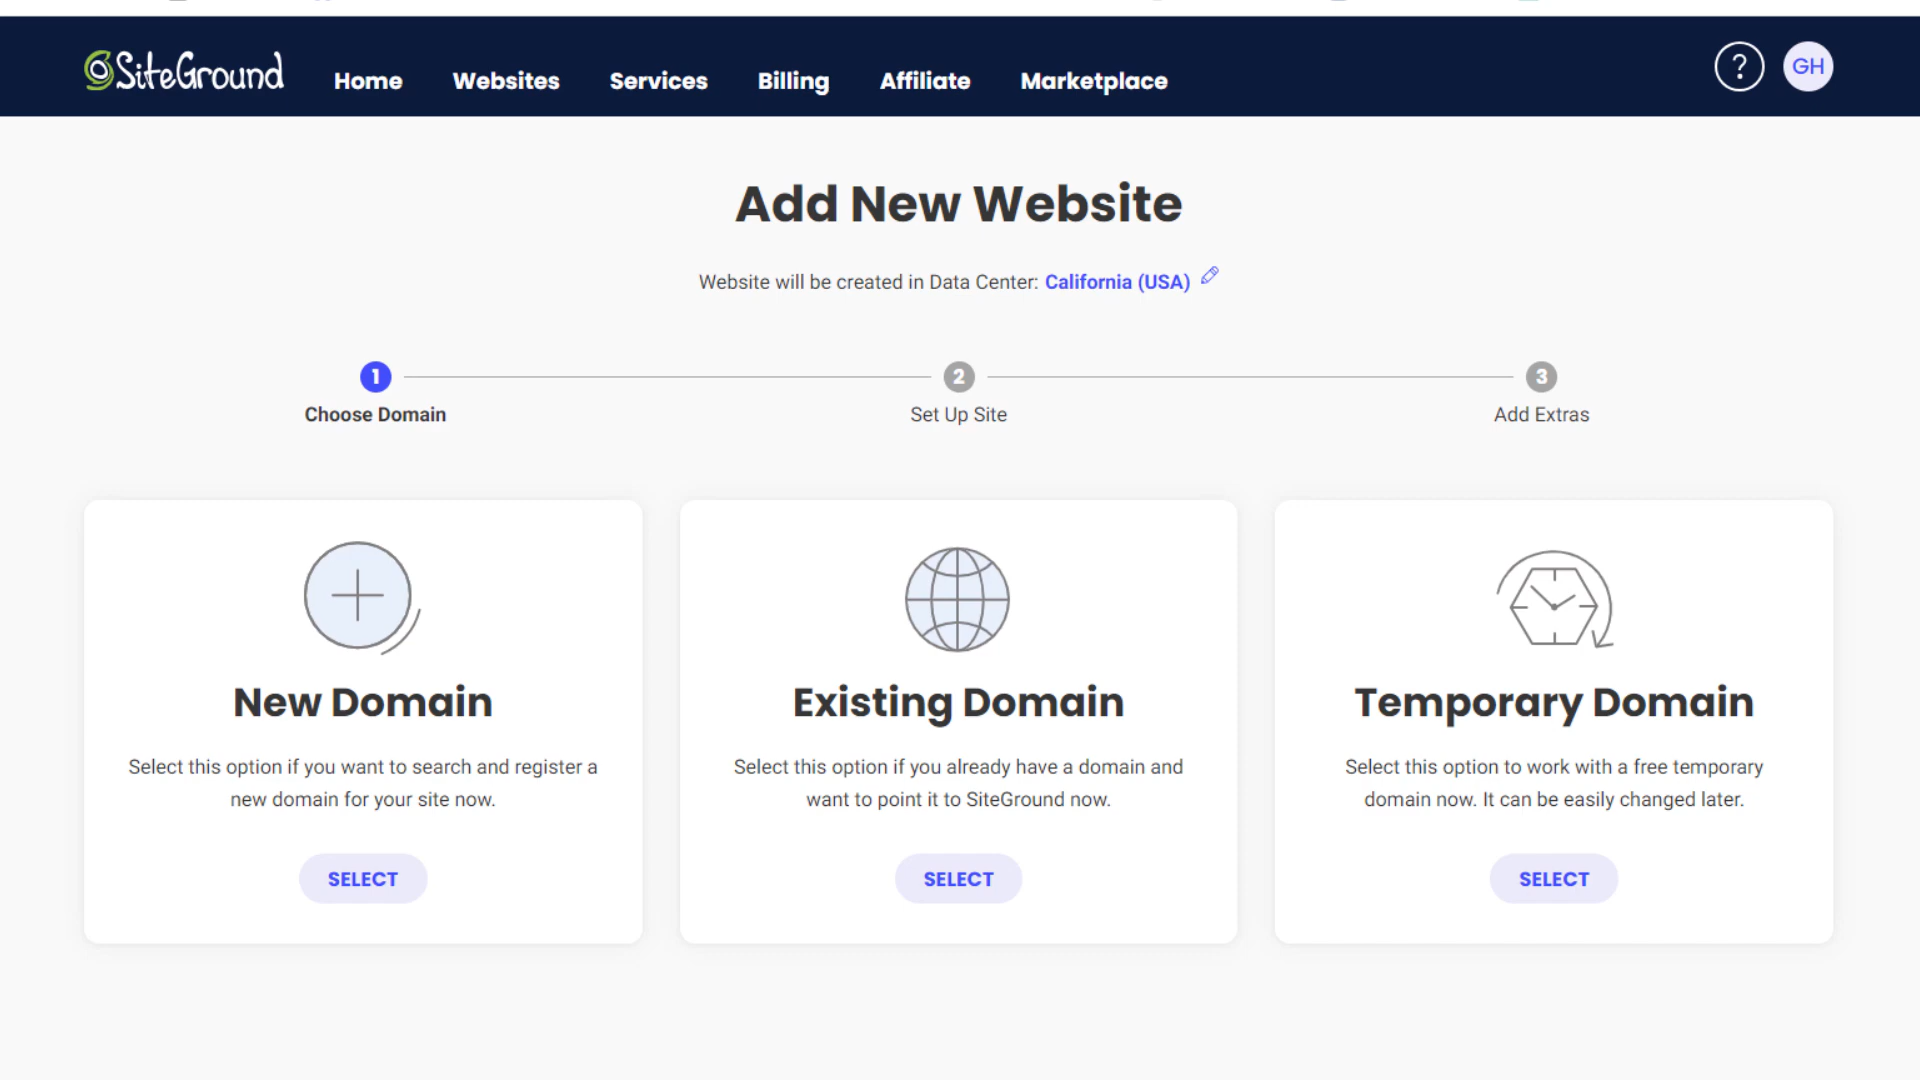 SiteGround
Home Websites Services Billing Affiliate Marketplace
? GH
Add New Website
Website will be created in Data Center: California (USA)
1 2 3
Choose Domain Set Up Site Add Extras
New Domain
Select this option if you want to search and register a
new domain for your site now.
SELECT
Existing Domain
Select this option if you already have a domain and
want to point it to SiteGround now.
SELECT
Temporary Domain
Select this option to work with a free temporary
domain now. It can be easily changed later.
SELECT